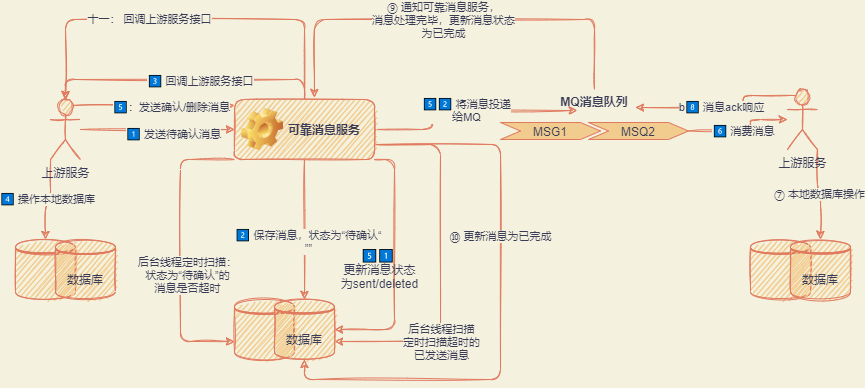 十一： 回调上游服务接口
⑨ 通知可靠消息服务，
消息处理完毕，更新消息状态
为已完成
3 回调上游服务接口
5 ：发送确认/删除消息
1 发送待确认消息
可靠消息服务
5 2 将消息投递
给MQ
MQ消息队列
MSG1
MSQ2
b 8 消息ack响应
6 消费消息
上游服务
上游服务
4 操作本地数据库
⑦ 本地数据库操作
2 保存消息，状态为“待确认“
””
⑩ 更新消息为已完成
后台线程定时扫描：
状态为“待确认”的
消息是否超时
5 1
更新消息状态
为sent/deleted
数据库
数据库
数据库
后台线程扫描
定时扫描超时的
已发送消息